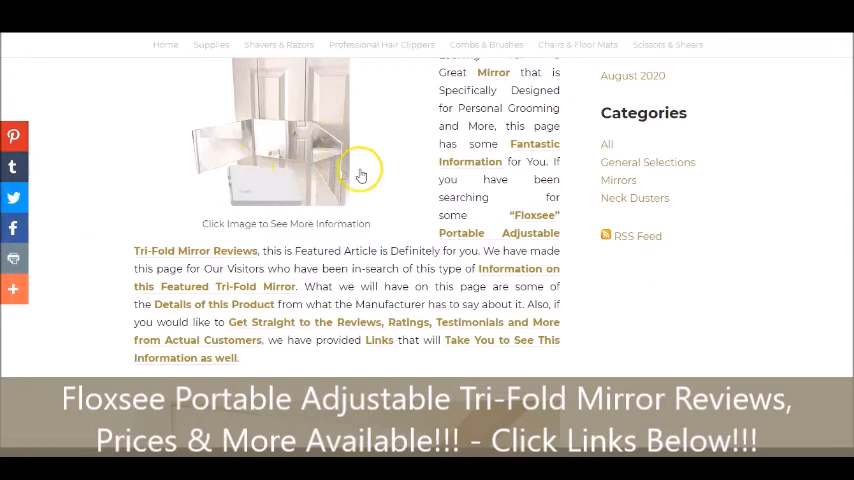 Home Supplies Shavers & Razors Professional Hair Clippers Combs & Brushes Chairs & Floor Mats Scissors & Shears
Great Mirror that is
Specifically Designed
for Personal Grooming
and More, this page
has some Fantastic
Information for You. If
you have been
searching for
some “Floxsee”
Portable Adjustable
Click Image to See More Information
Tri-Fold Mirror Reviews, this is Featured Article is Definitely for you. We have made
this page for Our Visitors who have been in-search of this type of Information on
this Featured Tri-Fold Mirror. What we will have on this page are some of
the Details of this Product from what the Manufacturer has to say about it. Also, if
you would like to Get Straight to the Reviews, Ratings, Testimonials and More
from Actual Customers, we have provided Links that will Take You to See This
Information as well.
August 2020
Categories
All
General Selections
Mirrors
Neck Dusters
RSS Feed
Floxsee Portable Adjustable Tri-Fold Mirror Reviews,
Prices & More Available!!! - Click Links Below!!!